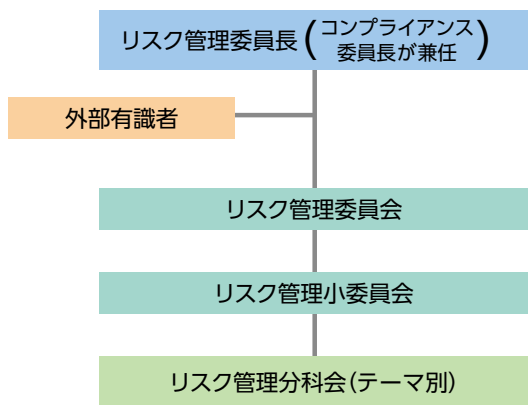 リスク管理委員長(コンプライアンス
委員長が兼任)
外部有識者
リスク管理委員会
リスク管理小委員会
リスク管理分科会(テーマ別)